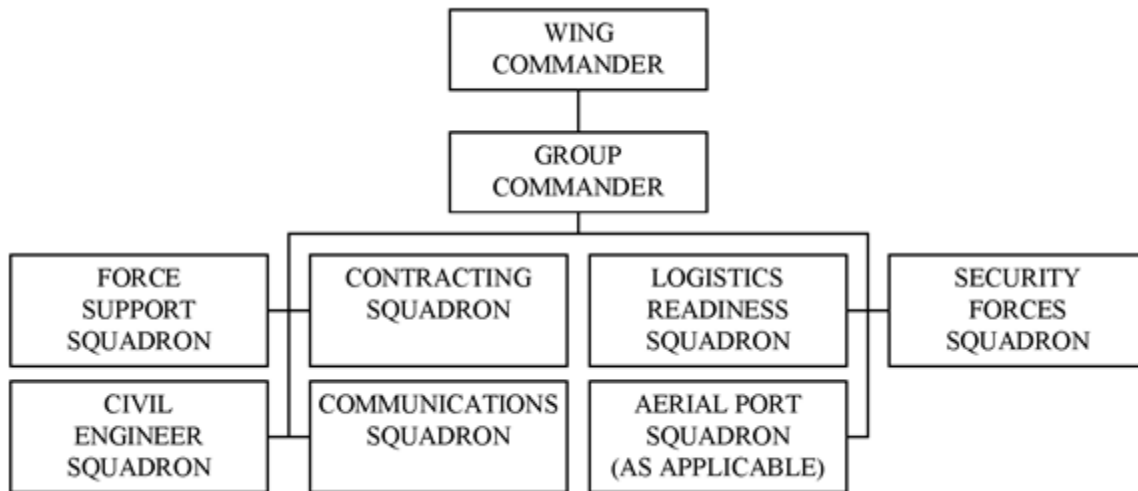 WING
COMMANDER
GROUP
COMMANDER
FORCE
SUPPORT
SQUADRON
CONTRACTING
SQUADRON
LOGISTICS
READINESS
SQUADRON
SECURITY
FORCES
SQUADRON
CIVIL
ENGINEER
SQUADRON
COMMUNICATIONS
SQUADRON
AERIAL PORT
SQUADRON
(AS APPLICABLE)